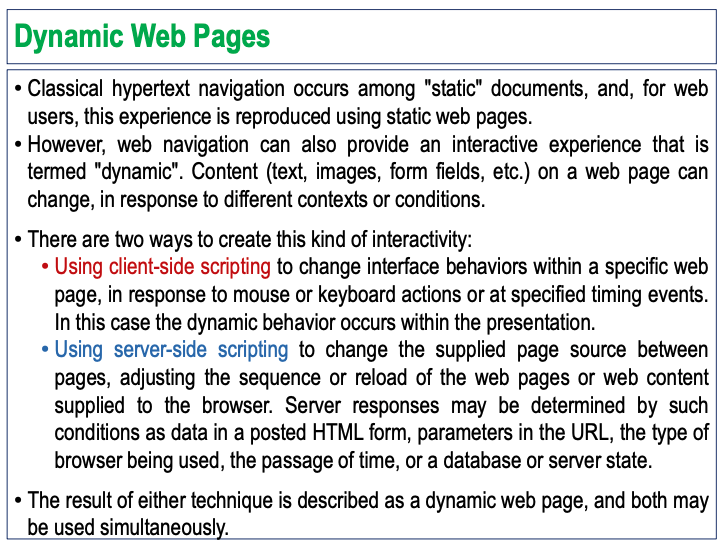 Dynamic Web Pages
• Classical hypertext navigation occurs among "static" documents, and, for web
users, this experience is reproduced using static web pages.
• However, web navigation can also provide an interactive experience that is
termed "dynamic". Content (text, images, form fields, etc.) on a web page can
change, in response to different contexts or conditions.
• There are two ways to create this kind of interactivity:
• Using client-side scripting to change interface behaviors within a specific web
page, in response to mouse or keyboard actions or at specified timing events.
In this case the dynamic behavior occurs within the presentation.
• Using server-side scripting to change the supplied page source between
pages, adjusting the sequence or reload of the web pages or web content
supplied to the browser. Server responses may be determined by such
conditions as data in a posted HTML form, parameters in the URL, the type of
browser being used, the passage of time, or a database or server state.
• The result of either technique is described as a dynamic web page, and both may
be used simultaneously.